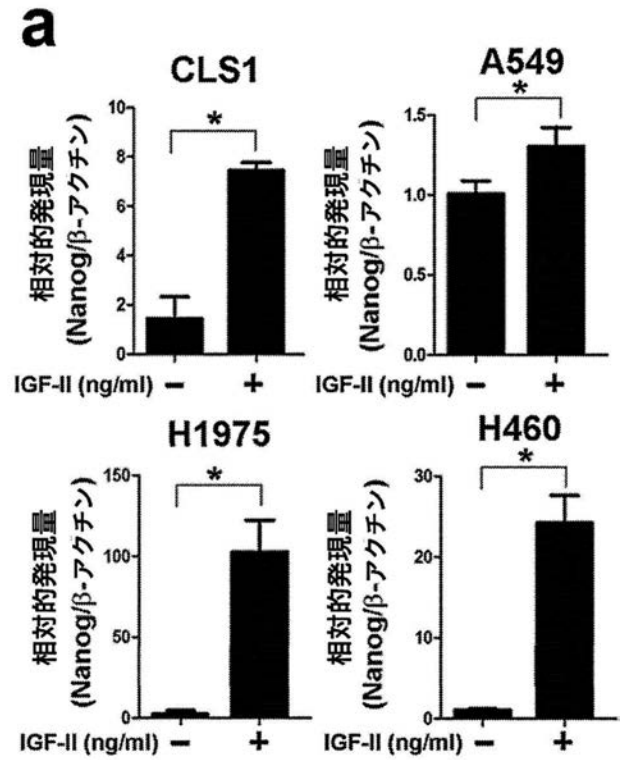 a
CLS1
相対的発現量
(Nanog/β-アクチン)
10
8
6
4
2
0
*
IGF-II (ng/ml) − +
A549
相対的発現量
(Nanog/β-アクチン)
1.5
1.0
0.5
0.0
*
IGF-II (ng/ml) − +
H1975
相対的発現量
(Nanog/β-アクチン)
150
100
50
0
*
IGF-II (ng/ml) − +
H460
相対的発現量
(Nanog/β-アクチン)
30
20
10
0
*
IGF-II (ng/ml) − +